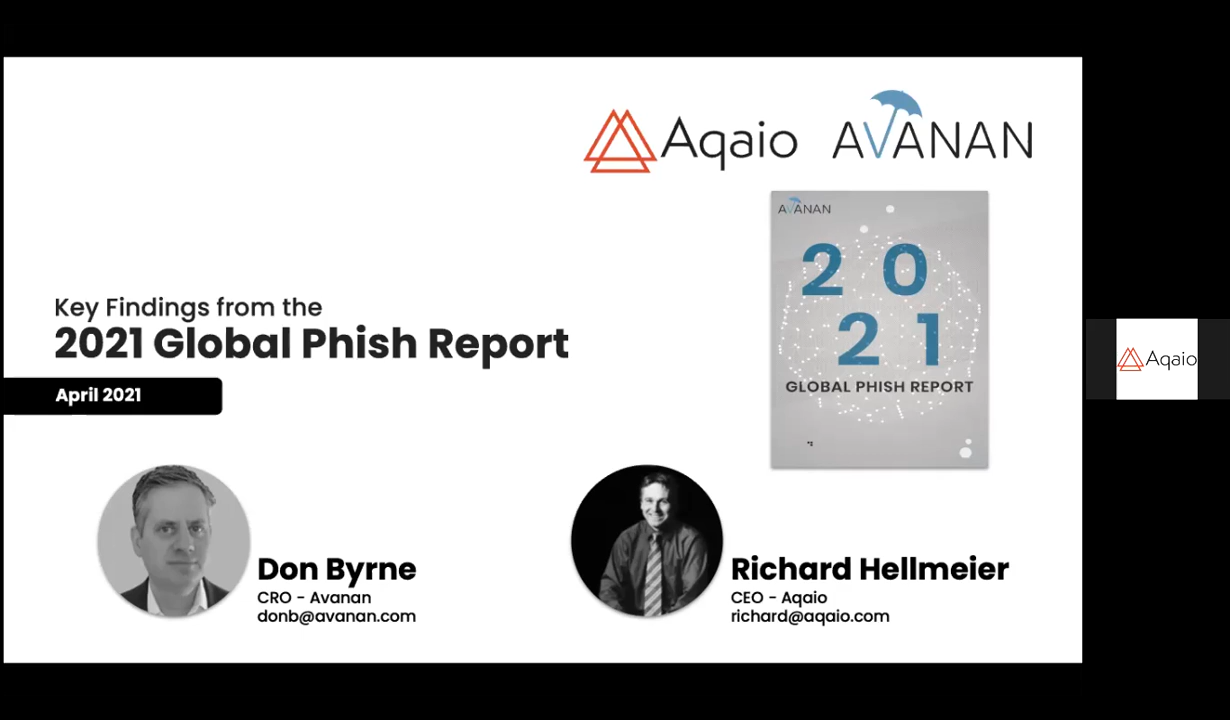 Aqaio AVANAN
AVANAN
2 0
2 1
GLOBAL PHISH REPORT
Key Findings from the
2021 Global Phish Report
April 2021
Aqaio
Don Byrne
CRO - Avanan
donb@avanan.com
Richard Hellmeier
CEO - Aqaio
richard@aqaio.com